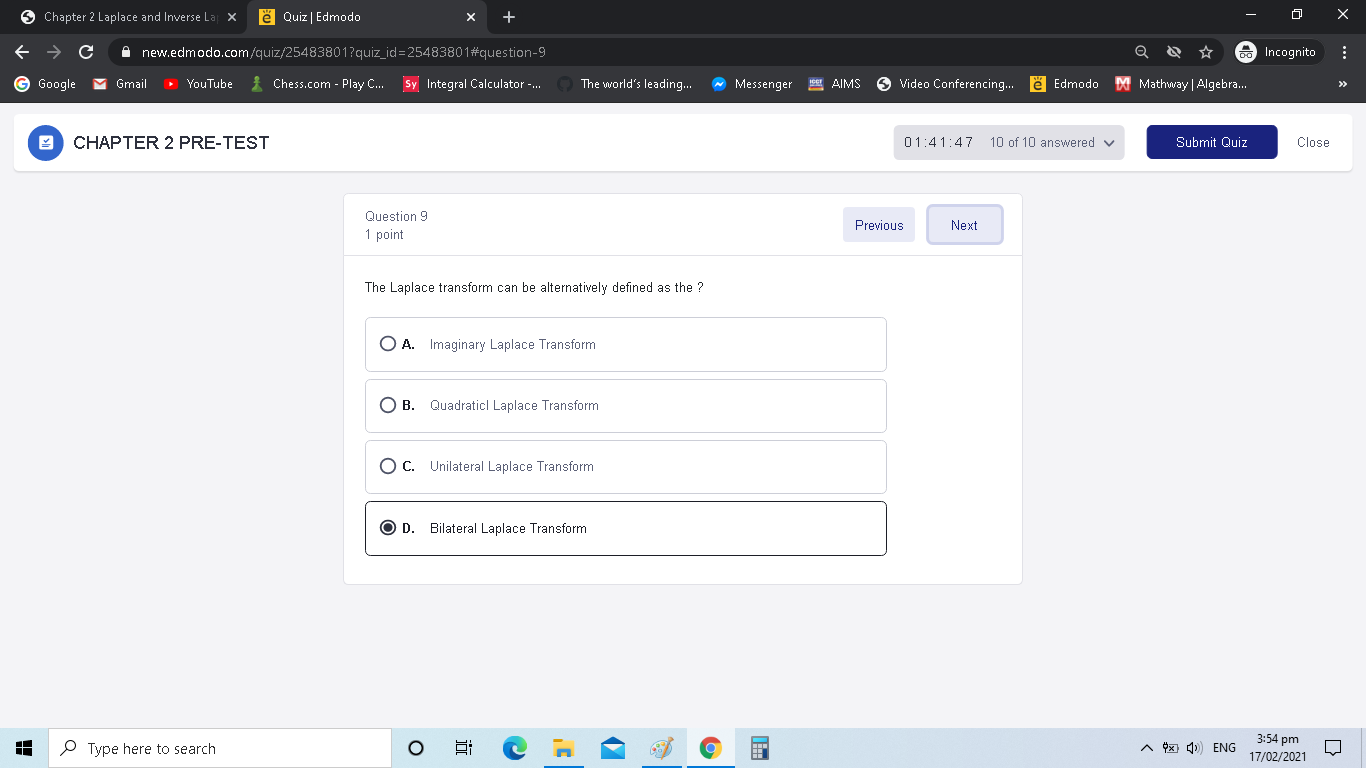 Chapter 2 Laplace and Inverse La
Quiz | Edmodo
new.edmodo.com/quiz/25483801?quiz_id=25483801#question-9
Incognito
Google Gmail YouTube Chess.com - Play C... Sy Integral Calculator -... The world's leading... Messenger AIMS Video Conferencing... Edmodo Mathway | Algebra... »
CHAPTER 2 PRE-TEST
01:41:47 10 of 10 answered
Submit Quiz
Close
Question 9
1 point
Previous
Next
The Laplace transform can be alternatively defined as the ?
A. Imaginary Laplace Transform
B. Quadraticl Laplace Transform
C. Unilateral Laplace Transform
D. Bilateral Laplace Transform
Type here to search
ENG
3:54 pm
17/02/2021